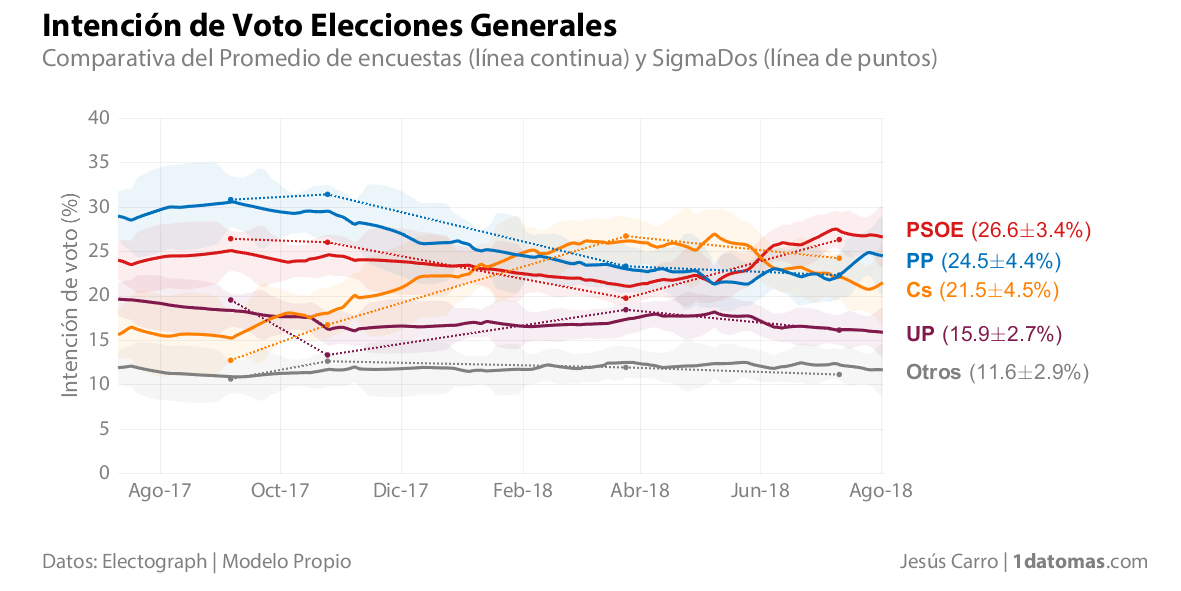 Intención de Voto Elecciones Generales
Comparativa del Promedio de encuestas (línea continua) y SigmaDos (línea de puntos)
Intención de voto (%)
40
35
30
25
20
15
10
5
0
Ago-17 Oct-17 Dic-17 Feb-18 Abr-18 Jun-18 Ago-18
PSOE (26.6±3.4%)
PP (24.5±4.4%)
Cs (21.5±4.5%)
UP (15.9±2.7%)
Otros (11.6±2.9%)
Datos: Electograph | Modelo Propio
Jesús Carro | 1datomas.com